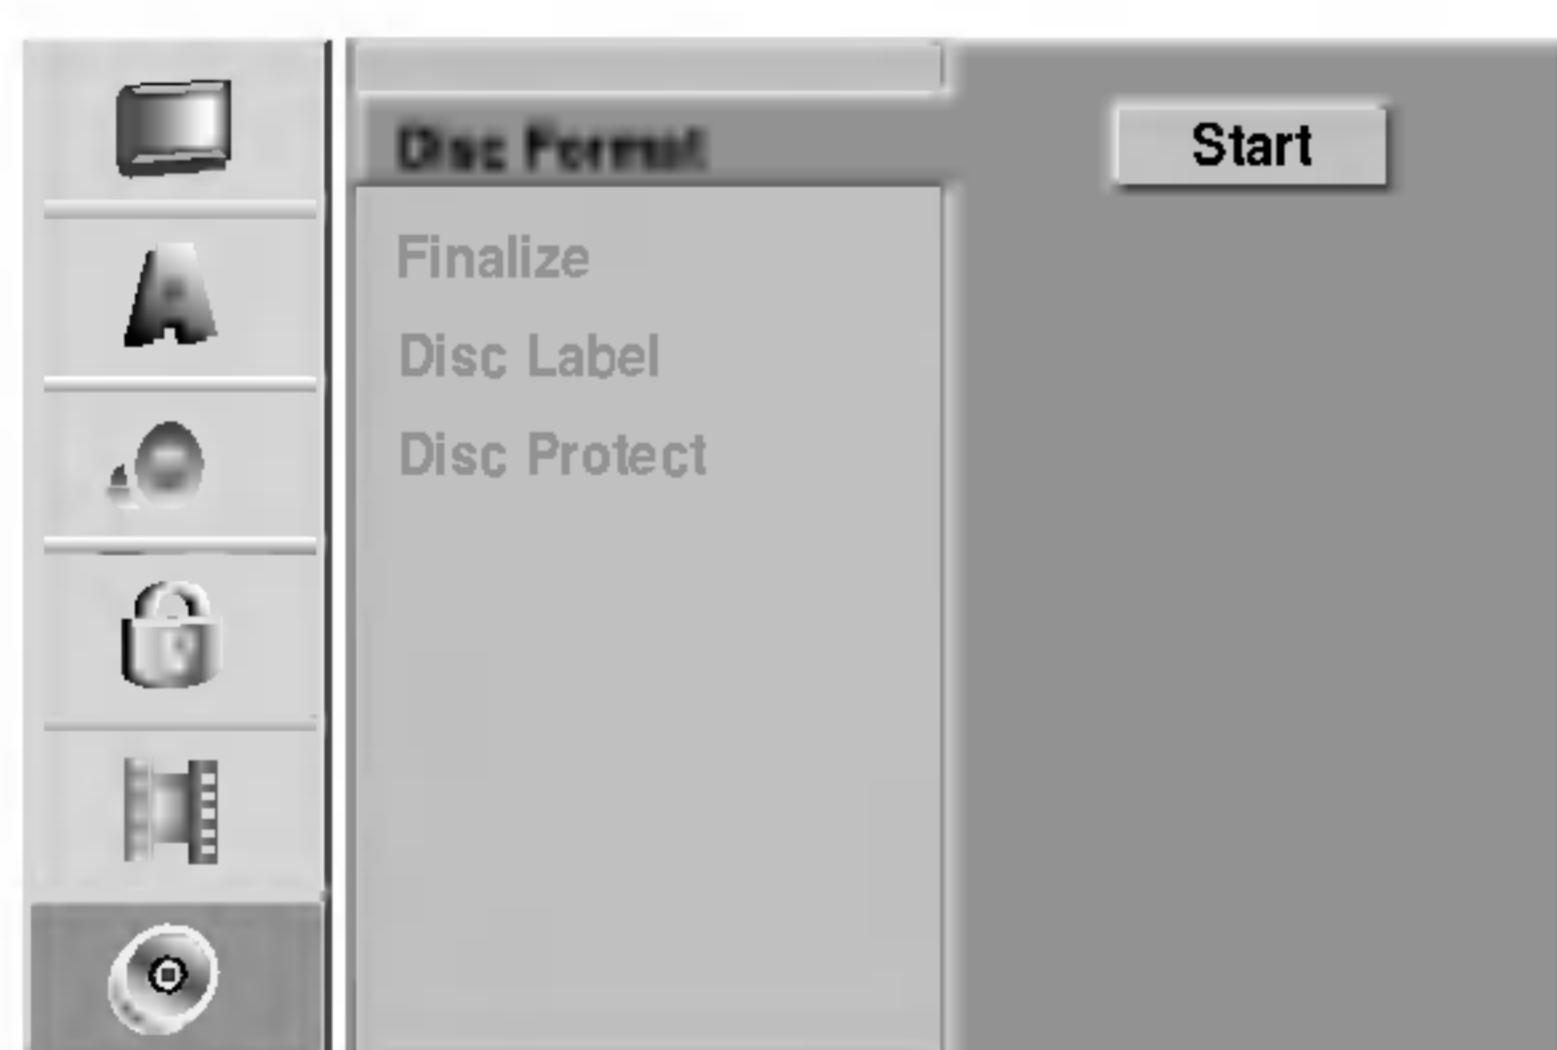 Disc Format
Start
Finalize
Disc Label
Disc Protect